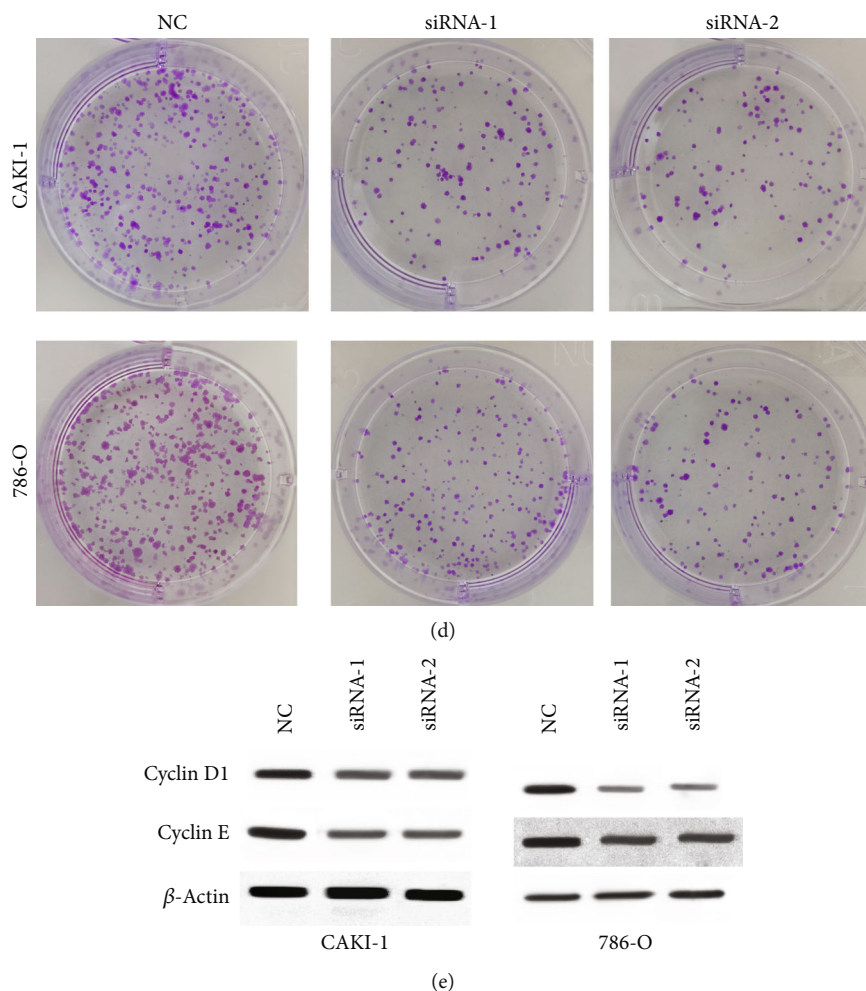 NC siRNA-1 siRNA-2
CAKI-1
786-O
(d)
NC siRNA-1 siRNA-2 NC siRNA-1 siRNA-2
Cyclin D1
Cyclin E
β-Actin
CAKI-1 786-O
(e)